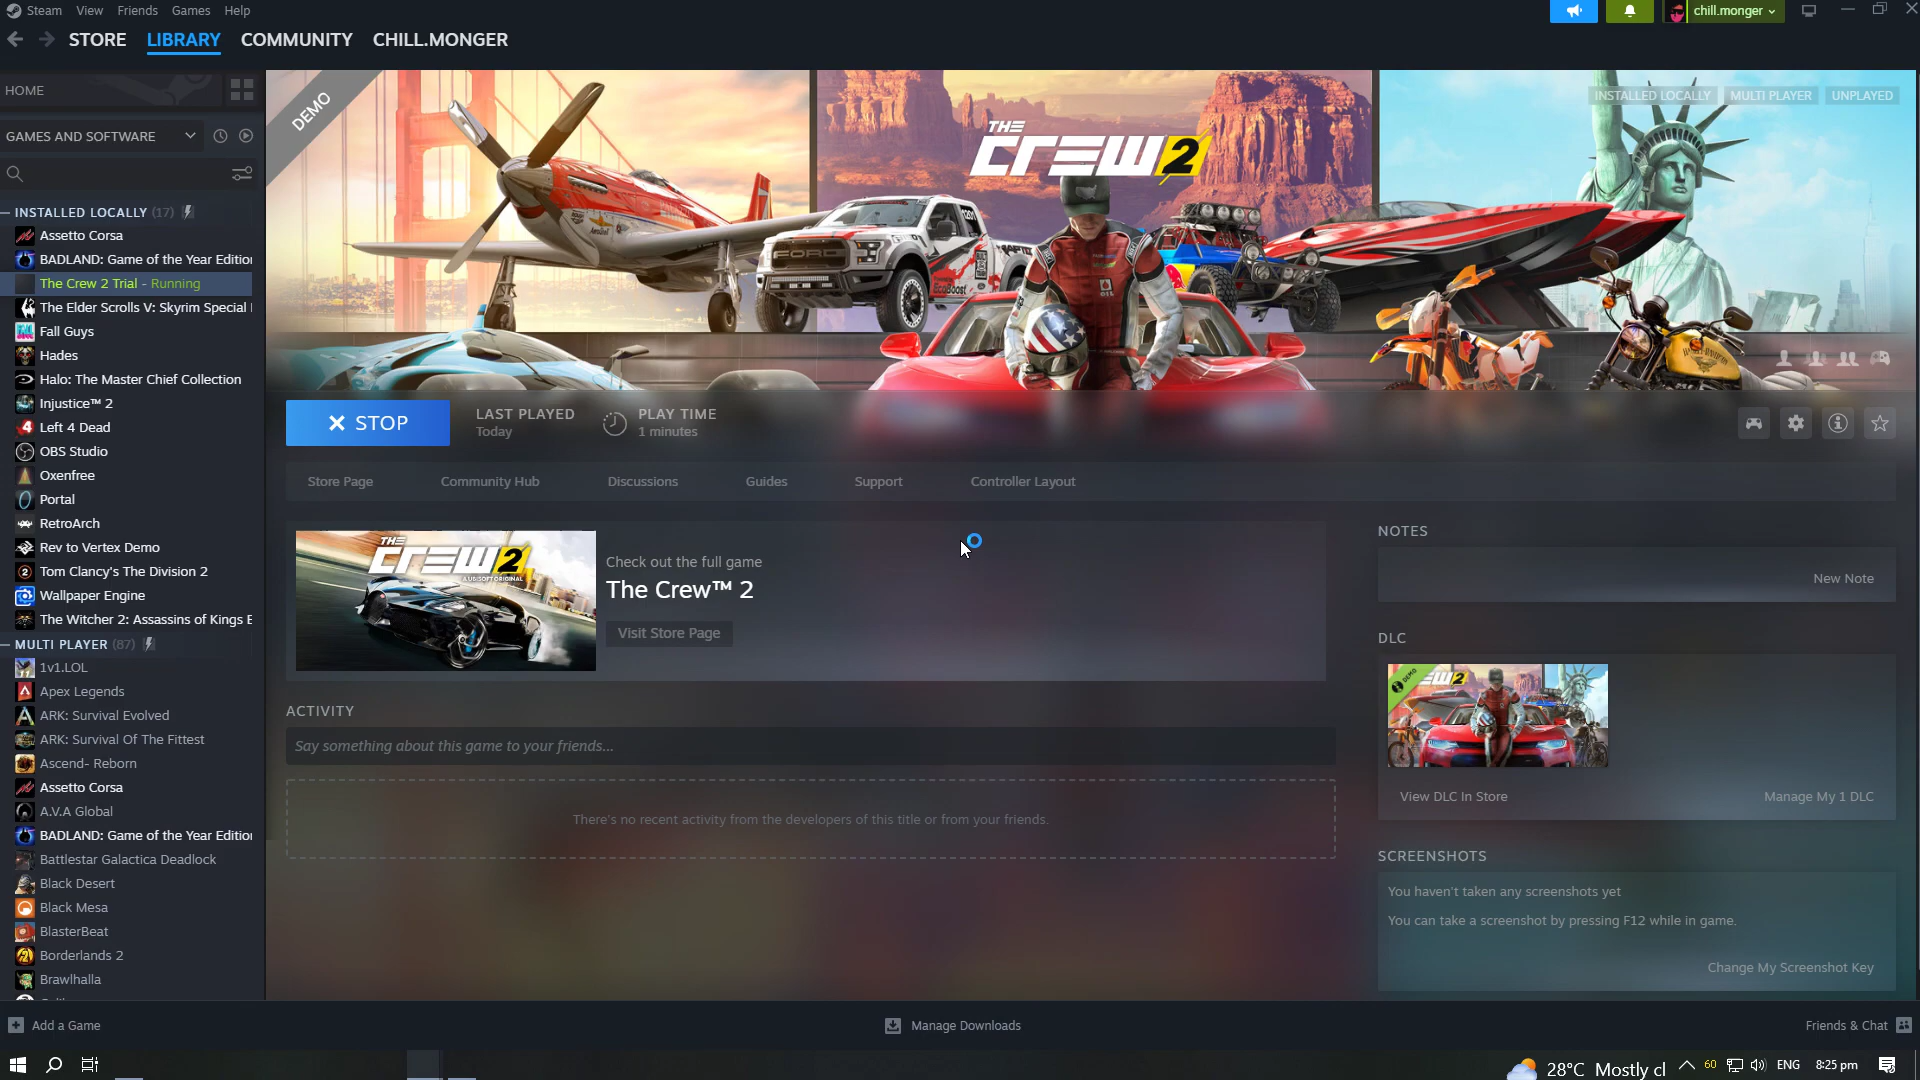 Steam View Friends Games Help
chill.monger
STORE LIBRARY COMMUNITY CHILL.MONGER
HOME
GAMES AND SOFTWARE
INSTALLED LOCALLY (17)
Assetto Corsa
BADLAND: Game of the Year Edition
The Crew 2 Trial - Running
The Elder Scrolls V: Skyrim Special
Fall Guys
Hades
Halo: The Master Chief Collection
Injustice™ 2
Left 4 Dead
OBS Studio
Oxenfree
Portal
RetroArch
Rev to Vertex Demo
Tom Clancy's The Division 2
Wallpaper Engine
The Witcher 2: Assassins of Kings E
MULTI PLAYER (87)
1v1.LOL
Apex Legends
ARK: Survival Evolved
ARK: Survival Of The Fittest
Ascend- Reborn
Assetto Corsa
A.V.A Global
BADLAND: Game of the Year Edition
Battlestar Galactica Deadlock
Black Desert
Black Mesa
BlasterBeat
Borderlands 2
Brawlhalla
DEMO
THE CREW 2
INSTALLED LOCALLY MULTI PLAYER UNPLAYED
FORD
EcoBoost
OIL
STOP
LAST PLAYED
Today
PLAY TIME
1 minutes
Store Page Community Hub Discussions Guides Support Controller Layout
THE CREW 2
A UBISOFT ORIGINAL
Check out the full game
The Crew™ 2
Visit Store Page
ACTIVITY
Say something about this game to your friends...
There's no recent activity from the developers of this title or from your friends.
NOTES
New Note
DLC
DEMO
View DLC In Store
Manage My 1 DLC
SCREENSHOTS
You haven't taken any screenshots yet
You can take a screenshot by pressing F12 while in game.
Change My Screenshot Key
Add a Game
Manage Downloads
Friends & Chat
28°C Mostly cl 60 ENG 8:25 pm